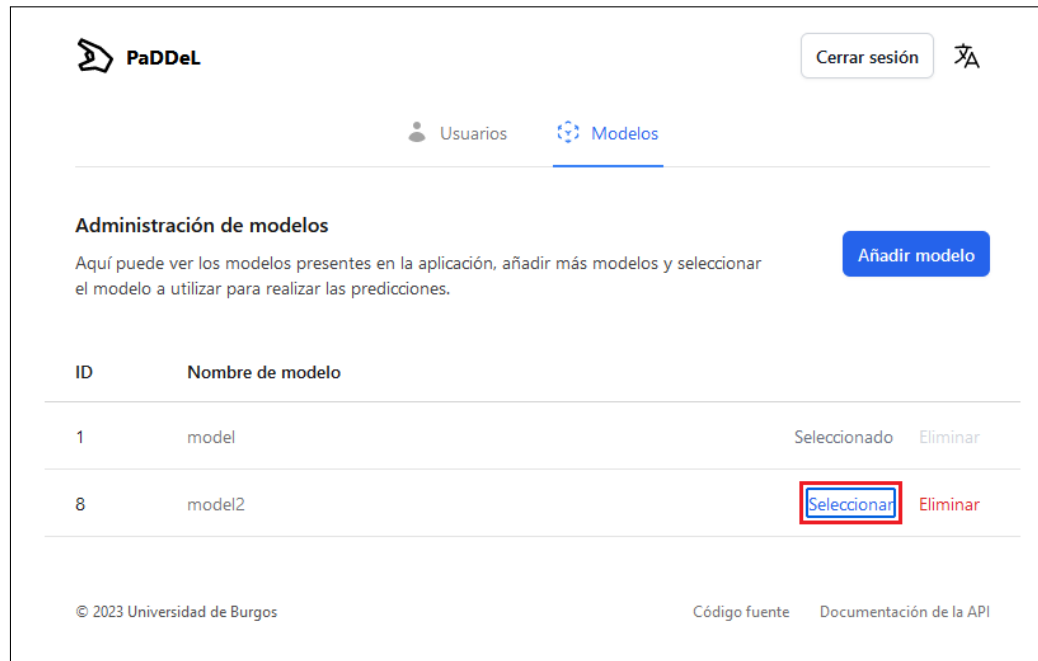 PaDDeL
Cerrar sesión
Usuarios
Modelos
Administración de modelos
Añadir modelo
Aquí puede ver los modelos presentes en la aplicación, añadir más modelos y seleccionar
el modelo a utilizar para realizar las predicciones.
ID Nombre de modelo
1 model Seleccionado Eliminar
8 model2 Seleccionar Eliminar
© 2023 Universidad de Burgos Código fuente Documentación de la API